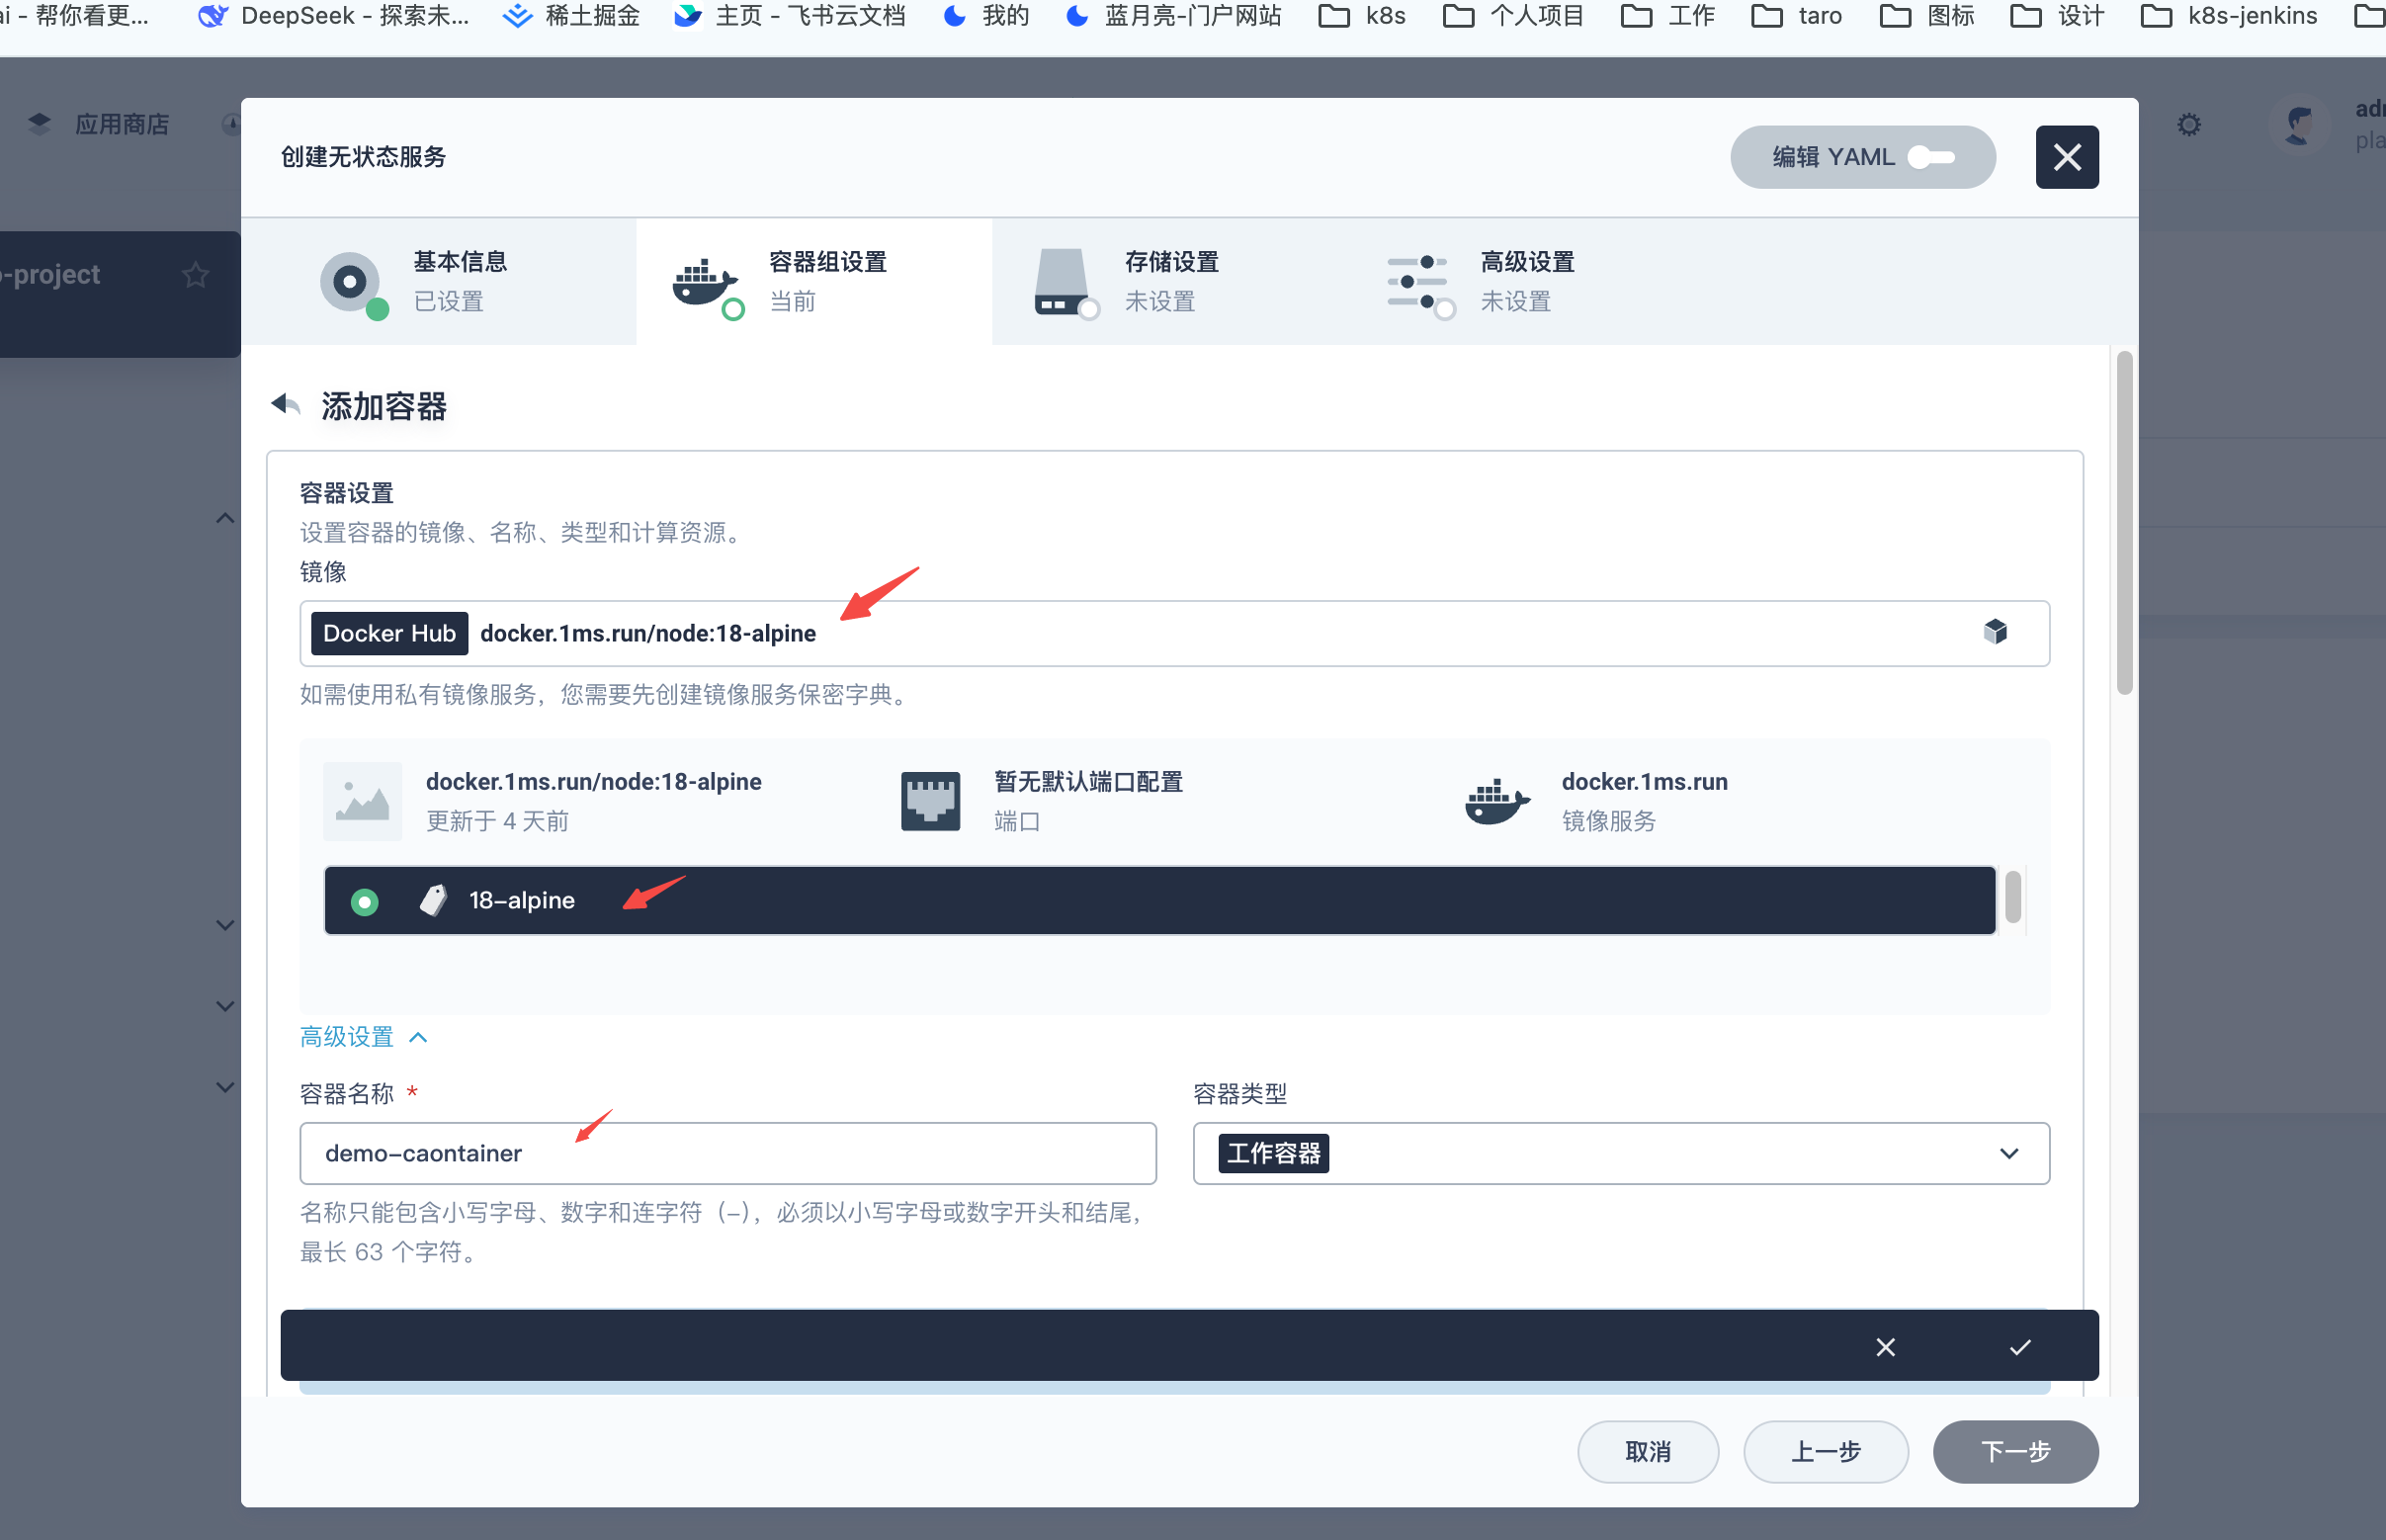 ai - 帮你看更...
DeepSeek - 探索未...
稀土掘金
主页 - 飞书云文档
我的
蓝月亮-门户网站
k8s
个人项目
工作
taro
图标
设计
k8s-jenkins
应用商店
创建无状态服务
编辑 YAML
-project
基本信息
已设置
容器组设置
当前
存储设置
未设置
高级设置
未设置
添加容器
容器设置
设置容器的镜像、名称、类型和计算资源。
镜像
Docker Hub docker.1ms.run/node:18-alpine
如需使用私有镜像服务，您需要先创建镜像服务保密字典。
docker.1ms.run/node:18-alpine
更新于 4 天前
暂无默认端口配置
端口
docker.1ms.run
镜像服务
18-alpine
高级设置
容器名称 *
demo-caontainer
名称只能包含小写字母、数字和连字符（-），必须以小写字母或数字开头和结尾，
最长 63 个字符。
容器类型
工作容器
取消
上一步
下一步